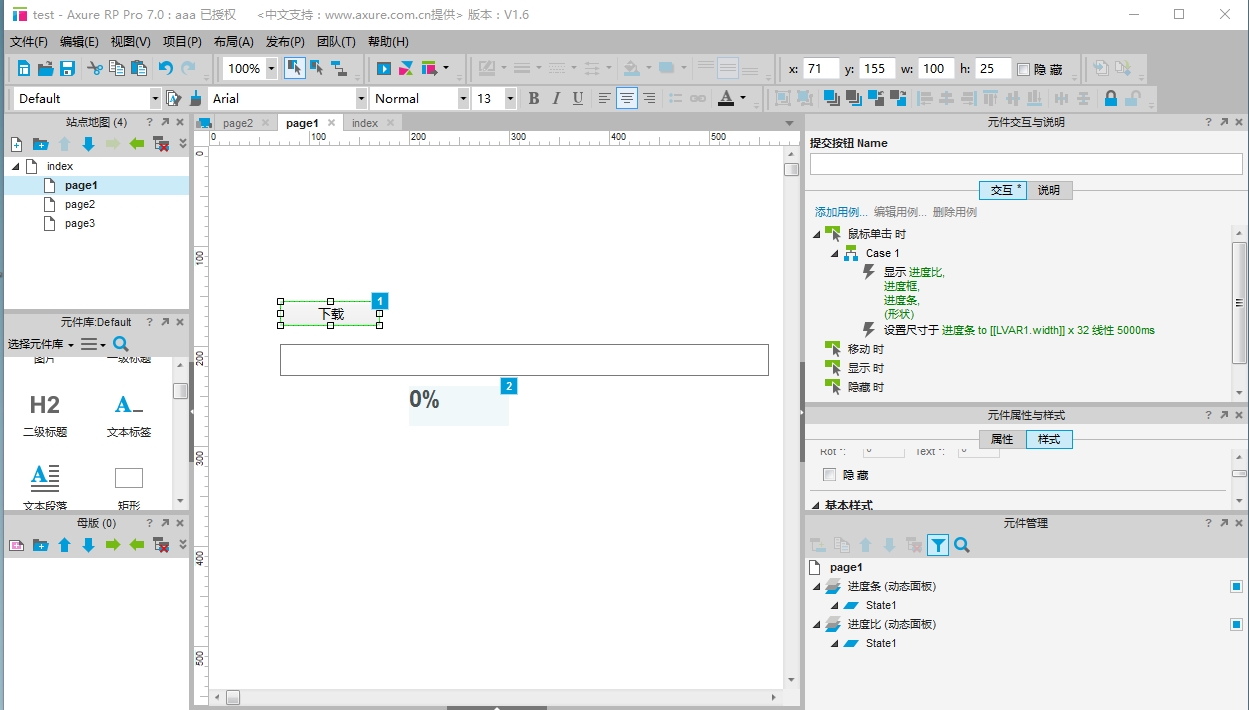 test - Axure RP Pro 7.0 : aaa 已授权 <中文支持：www.axure.com.cn提供> 版本：V1.6
文件(F) 编辑(E) 视图(V) 项目(P) 布局(A) 发布(P) 团队(T) 帮助(H)
100% x: 71 y: 155 w: 100 h: 25 隐藏
Default Arial Normal 13 B I U A
站点地图 (4)
index
page1
page2
page3
元件库:Default
选择元件库
图片 一级标题
H2 A_
二级标题 文本标签
A
文本段落 矩形
母版 (0)
page2 page1 index
0 100 200 300 400 500
0
100
200
300
400
500
下载
1
2
0%
元件交互与说明
提交按钮 Name
交互 * 说明
添加用例... 编辑用例... 删除用例
鼠标单击 时
Case 1
显示 进度比,
进度框,
进度条,
(形状)
设置尺寸于 进度条 to [[LVAR1.width]] x 32 线性 5000ms
移动 时
显示 时
隐藏 时
元件属性与样式
属性 样式
Rot °: 0 Text °: 0
隐藏
基本样式
元件管理
page1
进度条 (动态面板)
State1
进度比 (动态面板)
State1